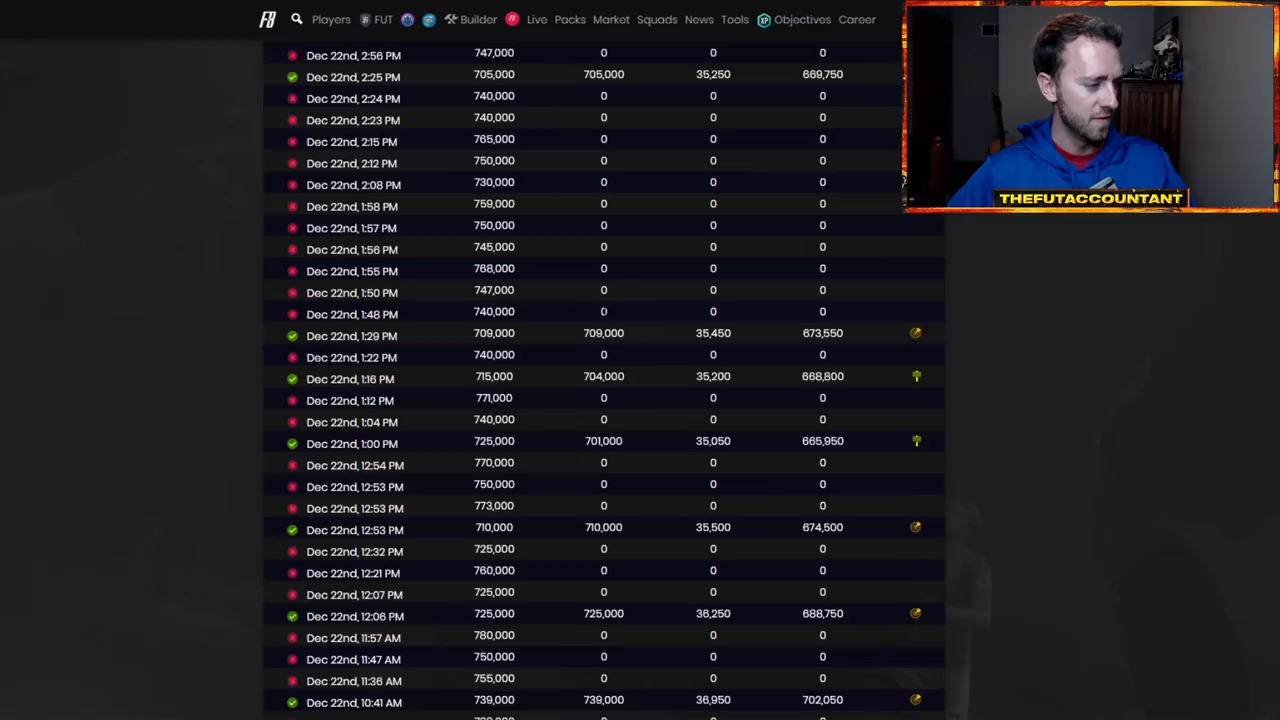 FB Players FUT Builder Live Packs Market Squads News Tools XP Objectives Career
THEFUTACCOUNTANT
Dec 22nd, 2:56 PM 747,000 0 0 0
Dec 22nd, 2:25 PM 705,000 705,000 35,250 669,750
Dec 22nd, 2:24 PM 740,000 0 0 0
Dec 22nd, 2:23 PM 740,000 0 0 0
Dec 22nd, 2:15 PM 765,000 0 0 0
Dec 22nd, 2:12 PM 750,000 0 0 0
Dec 22nd, 2:08 PM 730,000 0 0 0
Dec 22nd, 1:58 PM 759,000 0 0 0
Dec 22nd, 1:57 PM 750,000 0 0 0
Dec 22nd, 1:56 PM 745,000 0 0 0
Dec 22nd, 1:55 PM 768,000 0 0 0
Dec 22nd, 1:50 PM 747,000 0 0 0
Dec 22nd, 1:48 PM 740,000 0 0 0
Dec 22nd, 1:29 PM 709,000 709,000 35,450 673,550
Dec 22nd, 1:22 PM 740,000 0 0 0
Dec 22nd, 1:16 PM 715,000 704,000 35,200 668,800
Dec 22nd, 1:12 PM 771,000 0 0 0
Dec 22nd, 1:04 PM 740,000 0 0 0
Dec 22nd, 1:00 PM 725,000 701,000 35,050 665,950
Dec 22nd, 12:54 PM 770,000 0 0 0
Dec 22nd, 12:53 PM 750,000 0 0 0
Dec 22nd, 12:53 PM 773,000 0 0 0
Dec 22nd, 12:53 PM 710,000 710,000 35,500 674,500
Dec 22nd, 12:32 PM 725,000 0 0 0
Dec 22nd, 12:21 PM 760,000 0 0 0
Dec 22nd, 12:07 PM 725,000 0 0 0
Dec 22nd, 12:06 PM 725,000 725,000 36,250 688,750
Dec 22nd, 11:57 AM 780,000 0 0 0
Dec 22nd, 11:47 AM 750,000 0 0 0
Dec 22nd, 11:36 AM 755,000 0 0 0
Dec 22nd, 10:41 AM 739,000 739,000 36,950 702,050